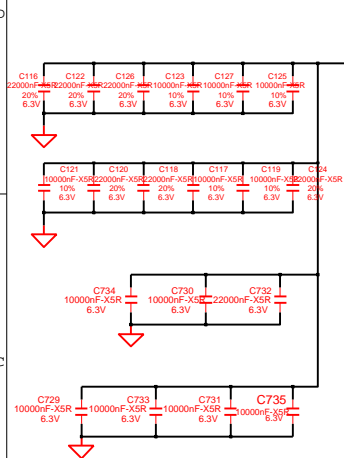 C116 C122 C126 C123 C127 C125
22000nF-X5R 22000nF-X5R 22000nF-X5R 10000nF-X5R 10000nF-X5R 10000nF-X5R
20% 20% 20% 10% 10% 10%
6.3V 6.3V 6.3V 6.3V 6.3V 6.3V
C121 C120 C118 C117 C119 C124
10000nF-X5R 22000nF-X5R 22000nF-X5R 10000nF-X5R 10000nF-X5R 22000nF-X5R
10% 20% 20% 10% 10% 20%
6.3V 6.3V 6.3V 6.3V 6.3V 6.3V
C734 C730 C732
10000nF-X5R 10000nF-X5R 22000nF-X5R
6.3V 6.3V 6.3V
C729 C733 C731 C735
10000nF-X5R 10000nF-X5R 10000nF-X5R 10000nF-X5R
6.3V 6.3V 6.3V 6.3V